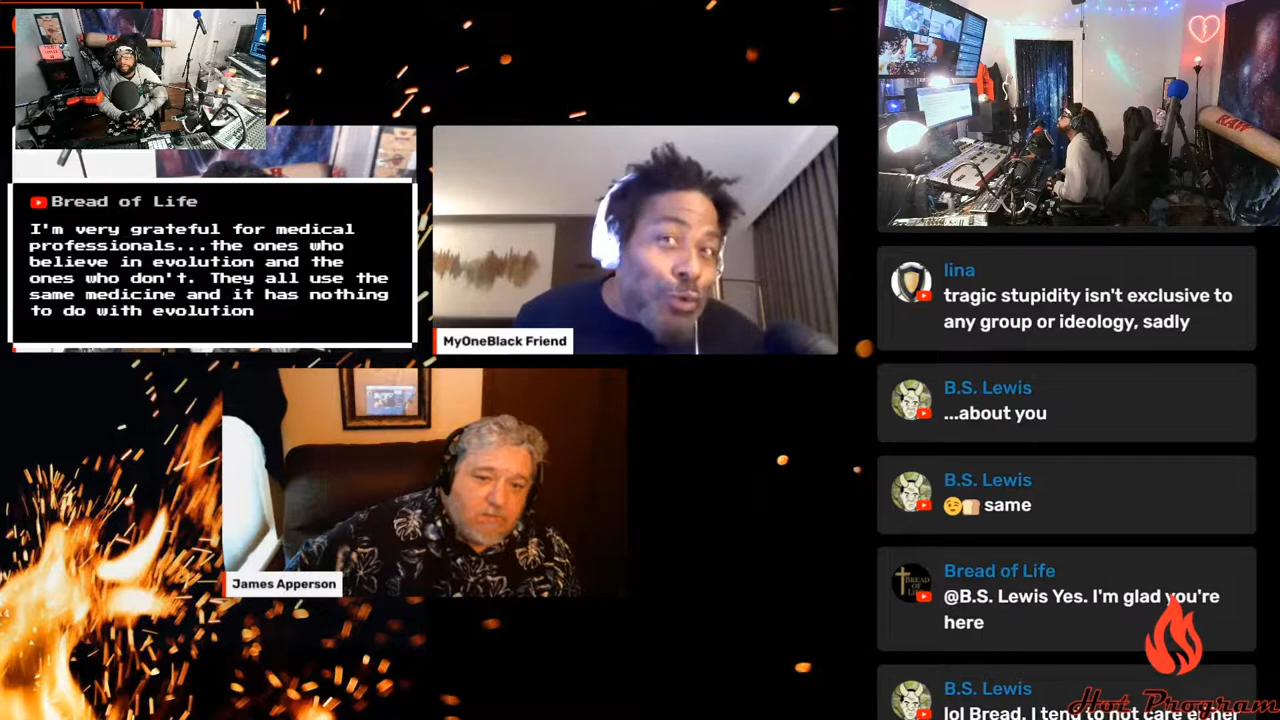 Bread of Life
I'm very grateful for medical
professionals...the ones who
believe in evolution and the
ones who don't. They all use the
same medicine and it has nothing
to do with evolution
MyOneBlack Friend
James Apperson
RAW
lina
tragic stupidity isn't exclusive to
any group or ideology, sadly
B.S. Lewis
...about you
B.S. Lewis
😉🍞 same
Bread of Life
@B.S. Lewis Yes. I'm glad you're
here
BREAD
OF
B.S. Lewis
lol Bread. I tend to not care either
Hot Program